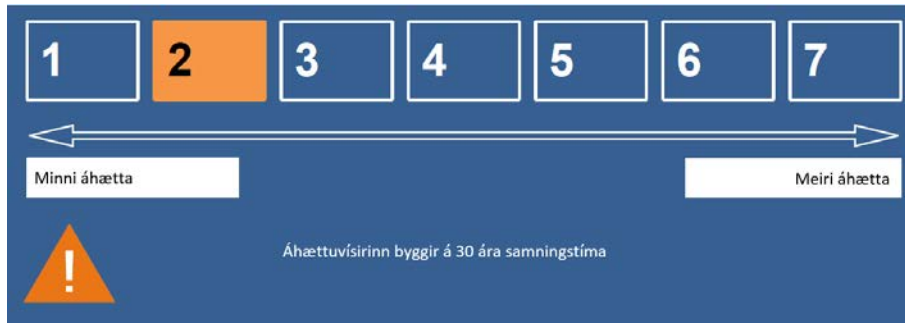 1 2 3 4 5 6 7
Minni áhætta
Meiri áhætta
!
Áhættuvísirinn byggir á 30 ára samningstíma